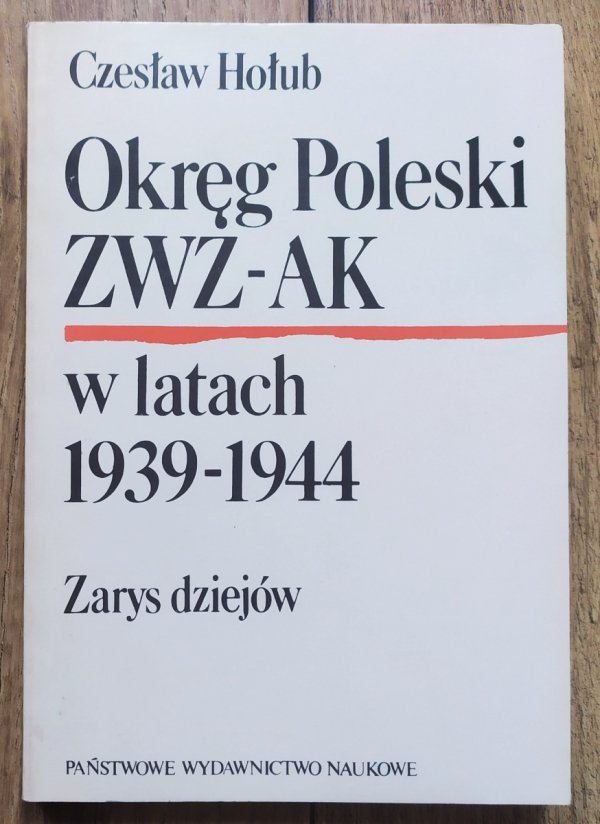 Czesław Hołub
Okręg Poleski
ZWZ-AK
w latach
1939-1944
Zarys dziejów
PAŃSTWOWE WYDAWNICTWO NAUKOWE